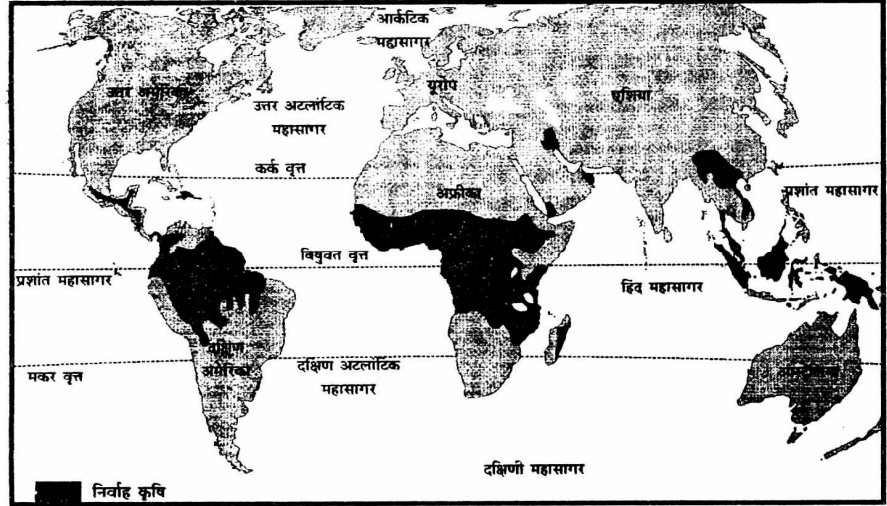 आर्कटिक
महासागर
उत्तर अमेरिका
यूरोप
एशिया
उत्तर अटलांटिक
महासागर
कर्क वृत्त
अफ्रीका
प्रशांत महासागर
विषुवत वृत्त
प्रशांत महासागर
हिंद महासागर
दक्षिण
अमेरिका
मकर वृत्त
दक्षिण अटलांटिक
महासागर
दक्षिणी महासागर
निर्वाह कृषि